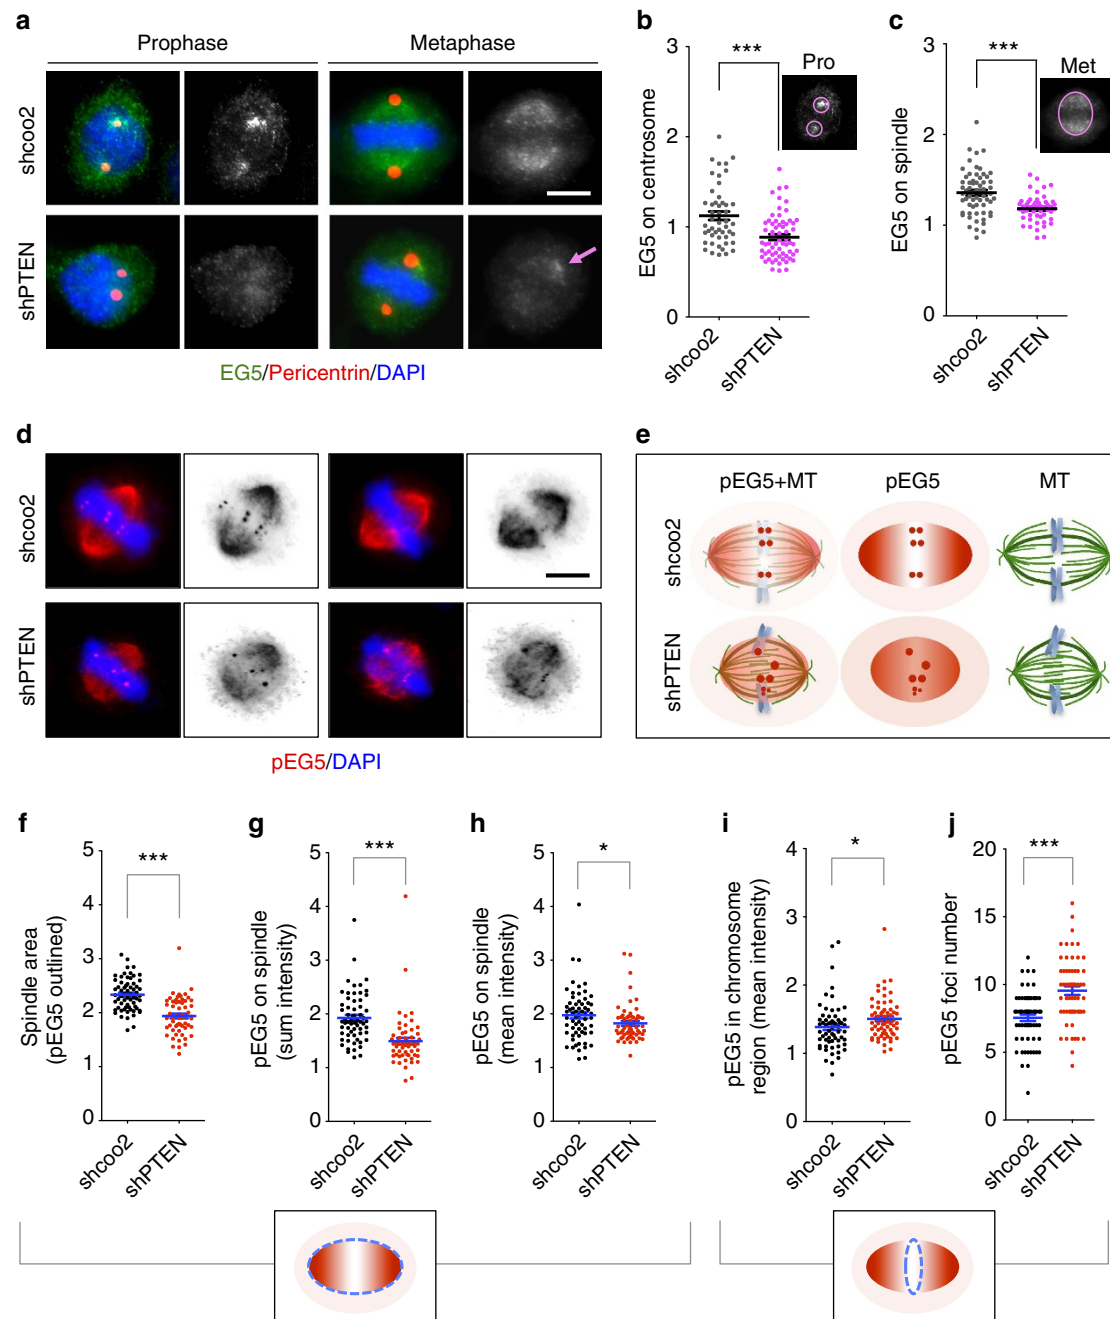 a
Prophase
Metaphase
shcoo2
shPTEN
EG5/Pericentrin/DAPI
b
3
2
1
0
EG5 on centrosome
***
Pro
shcoo2
shPTEN
c
3
2
1
0
EG5 on spindle
***
Met
shcoo2
shPTEN
d
shcoo2
shPTEN
pEG5/DAPI
e
pEG5+MT
pEG5
MT
shcoo2
shPTEN
f
5
4
3
2
1
0
Spindle area
(pEG5 outlined)
***
shcoo2
shPTEN
g
5
4
3
2
1
0
pEG5 on spindle
(sum intensity)
***
shcoo2
shPTEN
h
5
4
3
2
1
0
pEG5 on spindle
(mean intensity)
*
shcoo2
shPTEN
i
4
3
2
1
0
pEG5 in chromosome
region (mean intensity)
*
shcoo2
shPTEN
j
20
15
10
5
0
pEG5 foci number
***
shcoo2
shPTEN